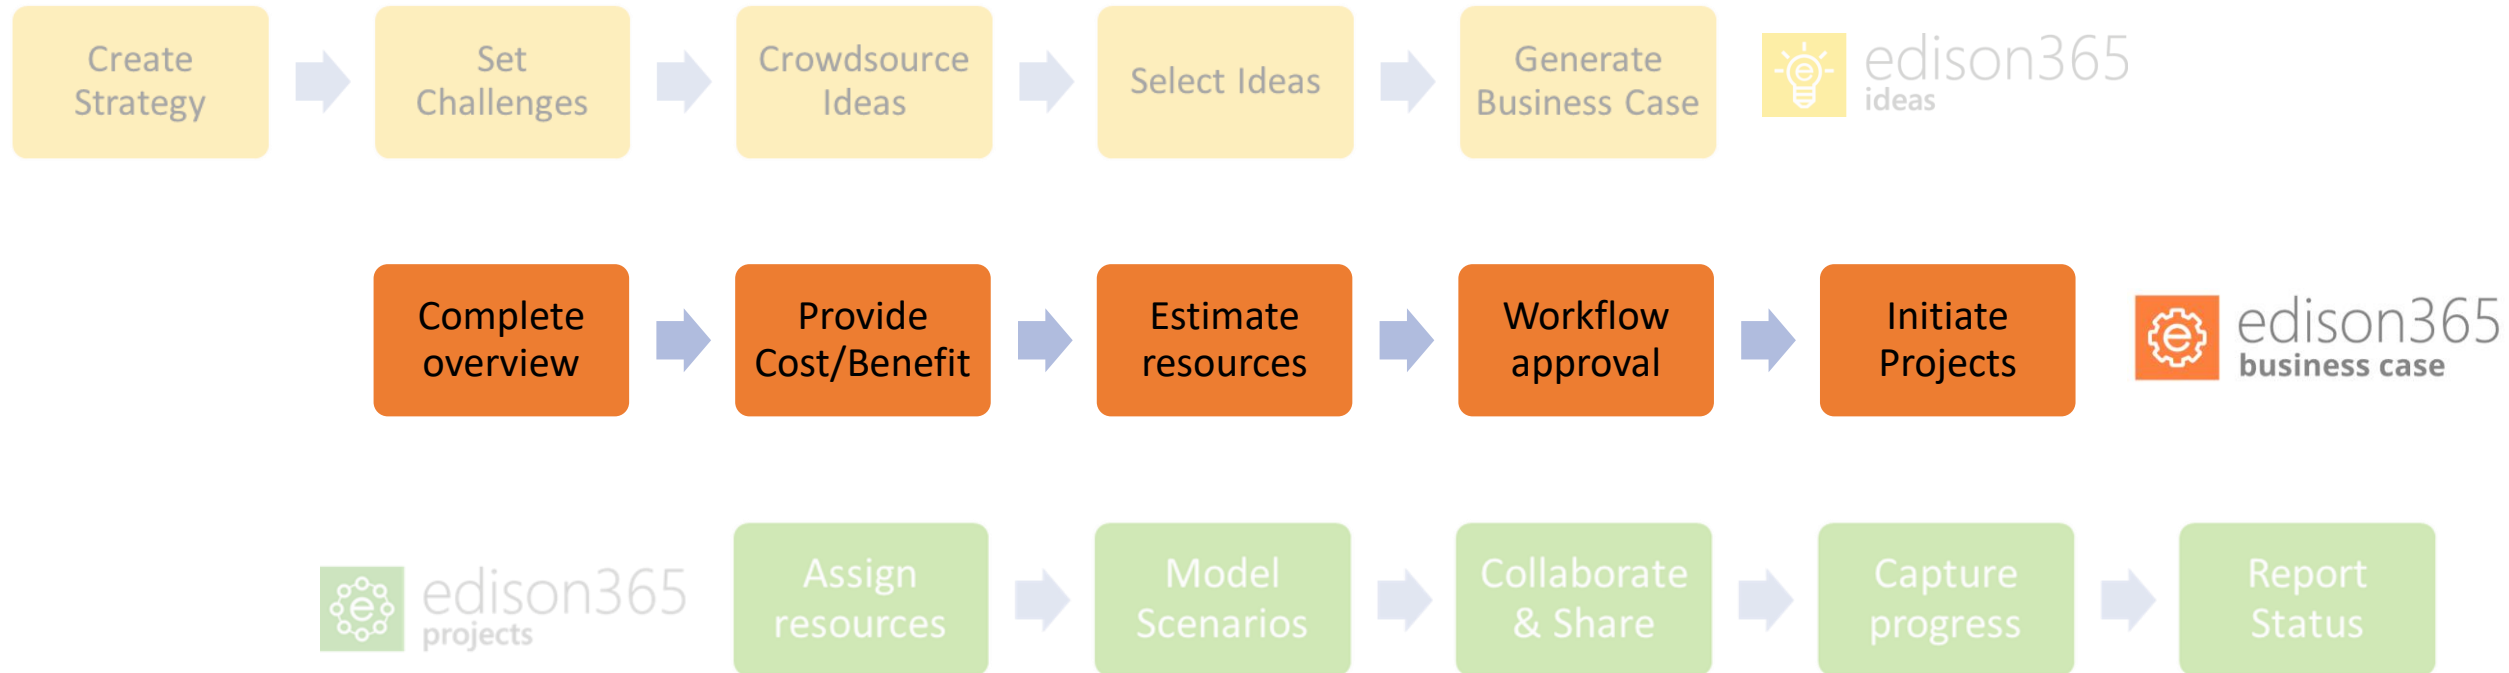 Create
Strategy
Set
Challenges
Crowdsource
Ideas
Select Ideas
Generate
Business Case
edison365
ideas
Complete
overview
Provide
Cost/Benefit
Estimate
resources
Workflow
approval
Initiate
Projects
edison365
business case
edison365
projects
Assign
resources
Model
Scenarios
Collaborate
& Share
Capture
progress
Report
Status